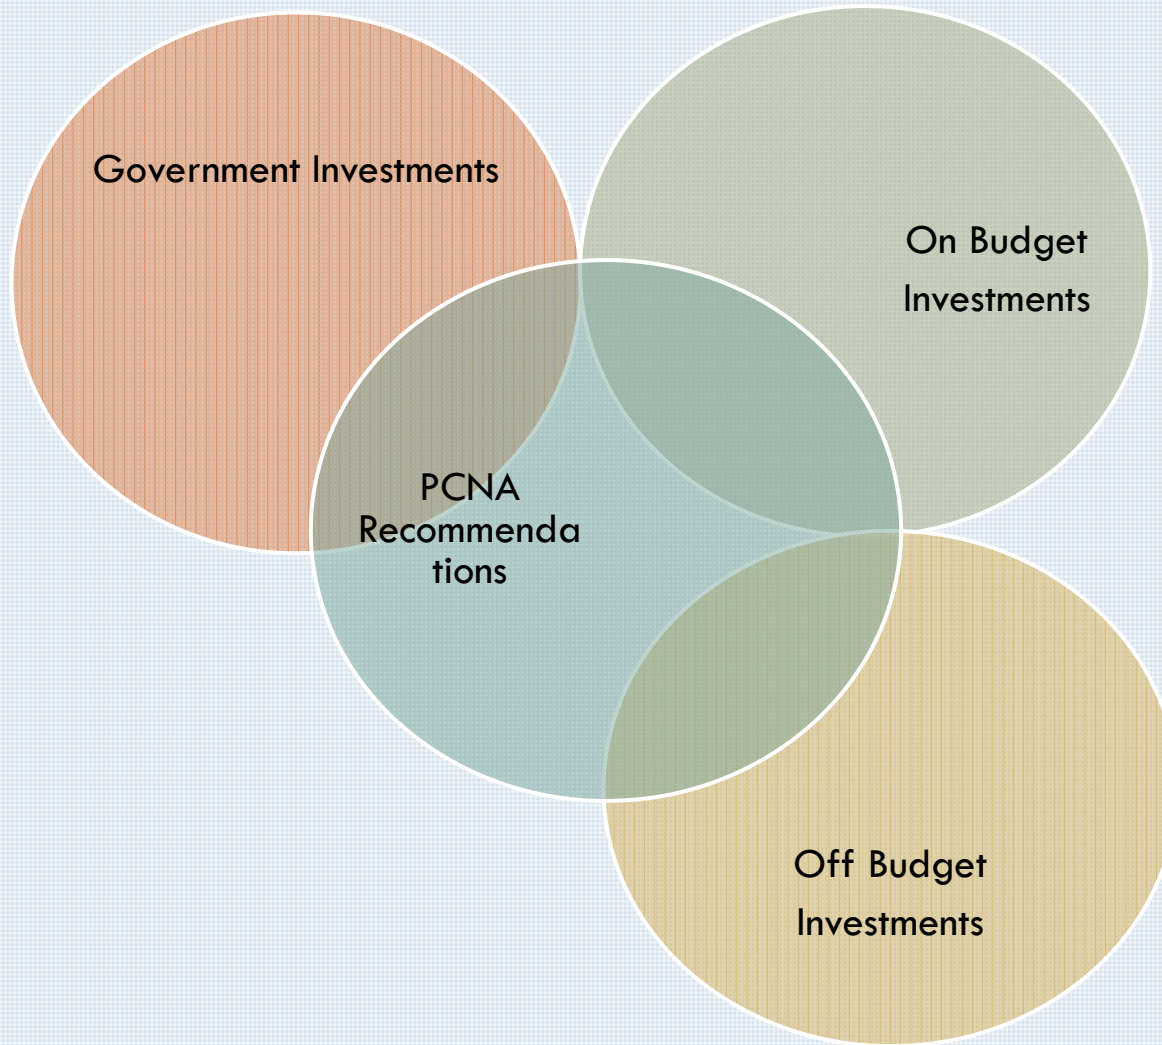 Government Investments
On Budget
Investments
PCNA
Recommenda
tions
Off Budget
Investments